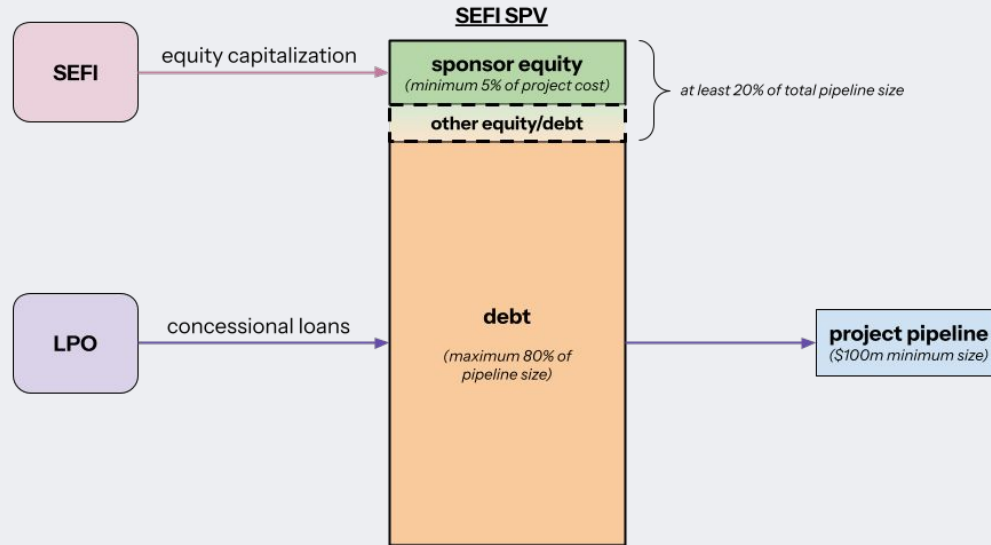 SEFI SPV
SEFI
equity capitalization
sponsor equity
(minimum 5% of project cost)
at least 20% of total pipeline size
other equity/debt
LPO
concessional loans
debt
(maximum 80% of
pipeline size)
project pipeline
($100m minimum size)